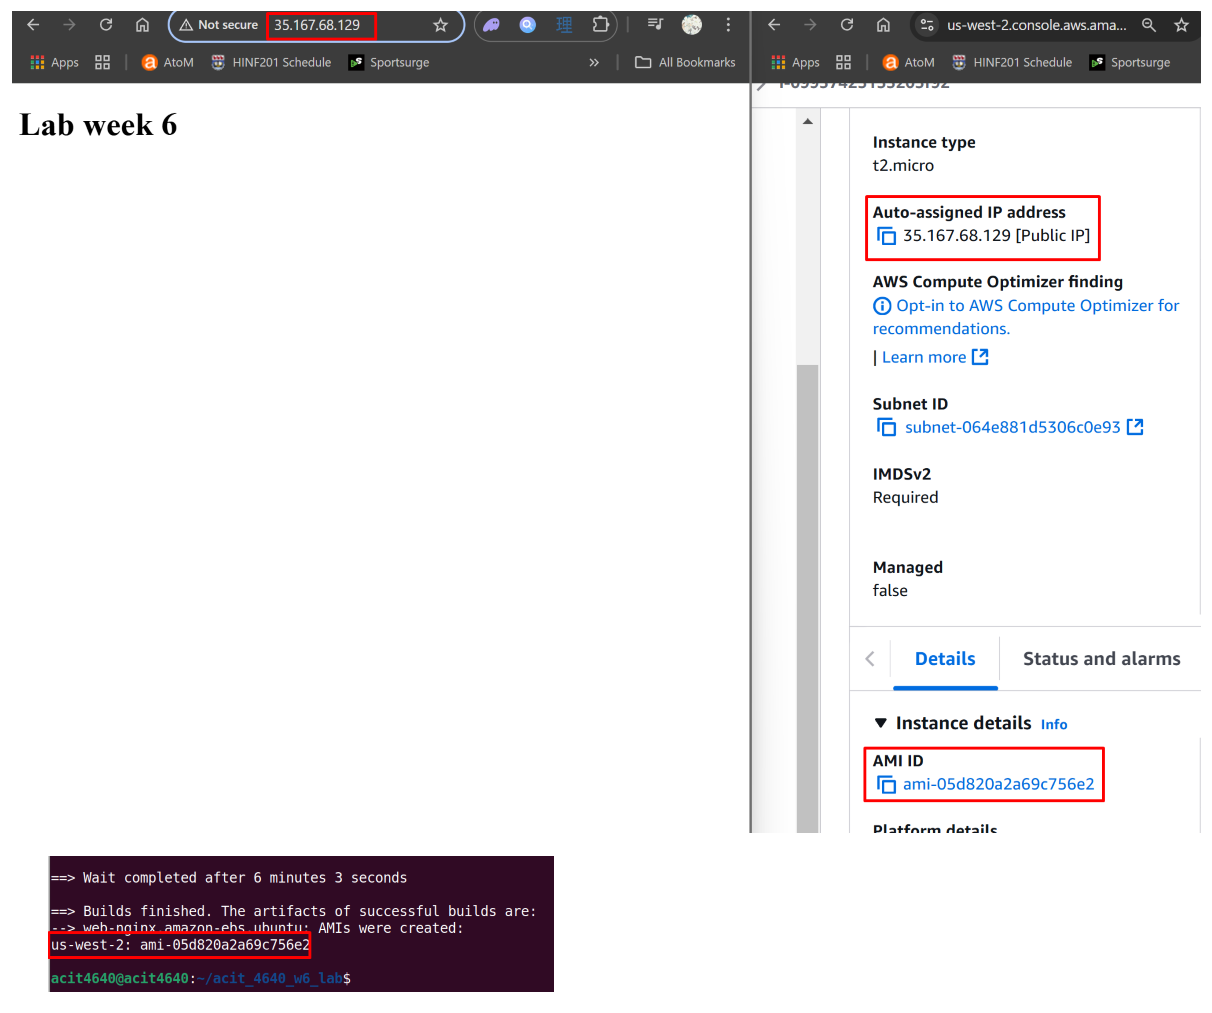 Not secure 35.167.68.129 理
Apps AtoM HINF201 Schedule Sportsurge » All Bookmarks
Lab week 6
us-west-2.console.aws.ama...
Apps AtoM HINF201 Schedule Sportsurge
Instance type
t2.micro
Auto-assigned IP address
35.167.68.129 [Public IP]
AWS Compute Optimizer finding
Opt-in to AWS Compute Optimizer for
recommendations.
| Learn more
Subnet ID
subnet-064e881d5306c0e93
IMDSv2
Required
Managed
false
Details Status and alarms
Instance details Info
AMI ID
ami-05d820a2a69c756e2
Platform details
==> Wait completed after 6 minutes 3 seconds
==> Builds finished. The artifacts of successful builds are:
--> web-nginx.amazon-ebs.ubuntu: AMIs were created:
us-west-2: ami-05d820a2a69c756e2
acit4640@acit4640:~/acit_4640_w6_lab$